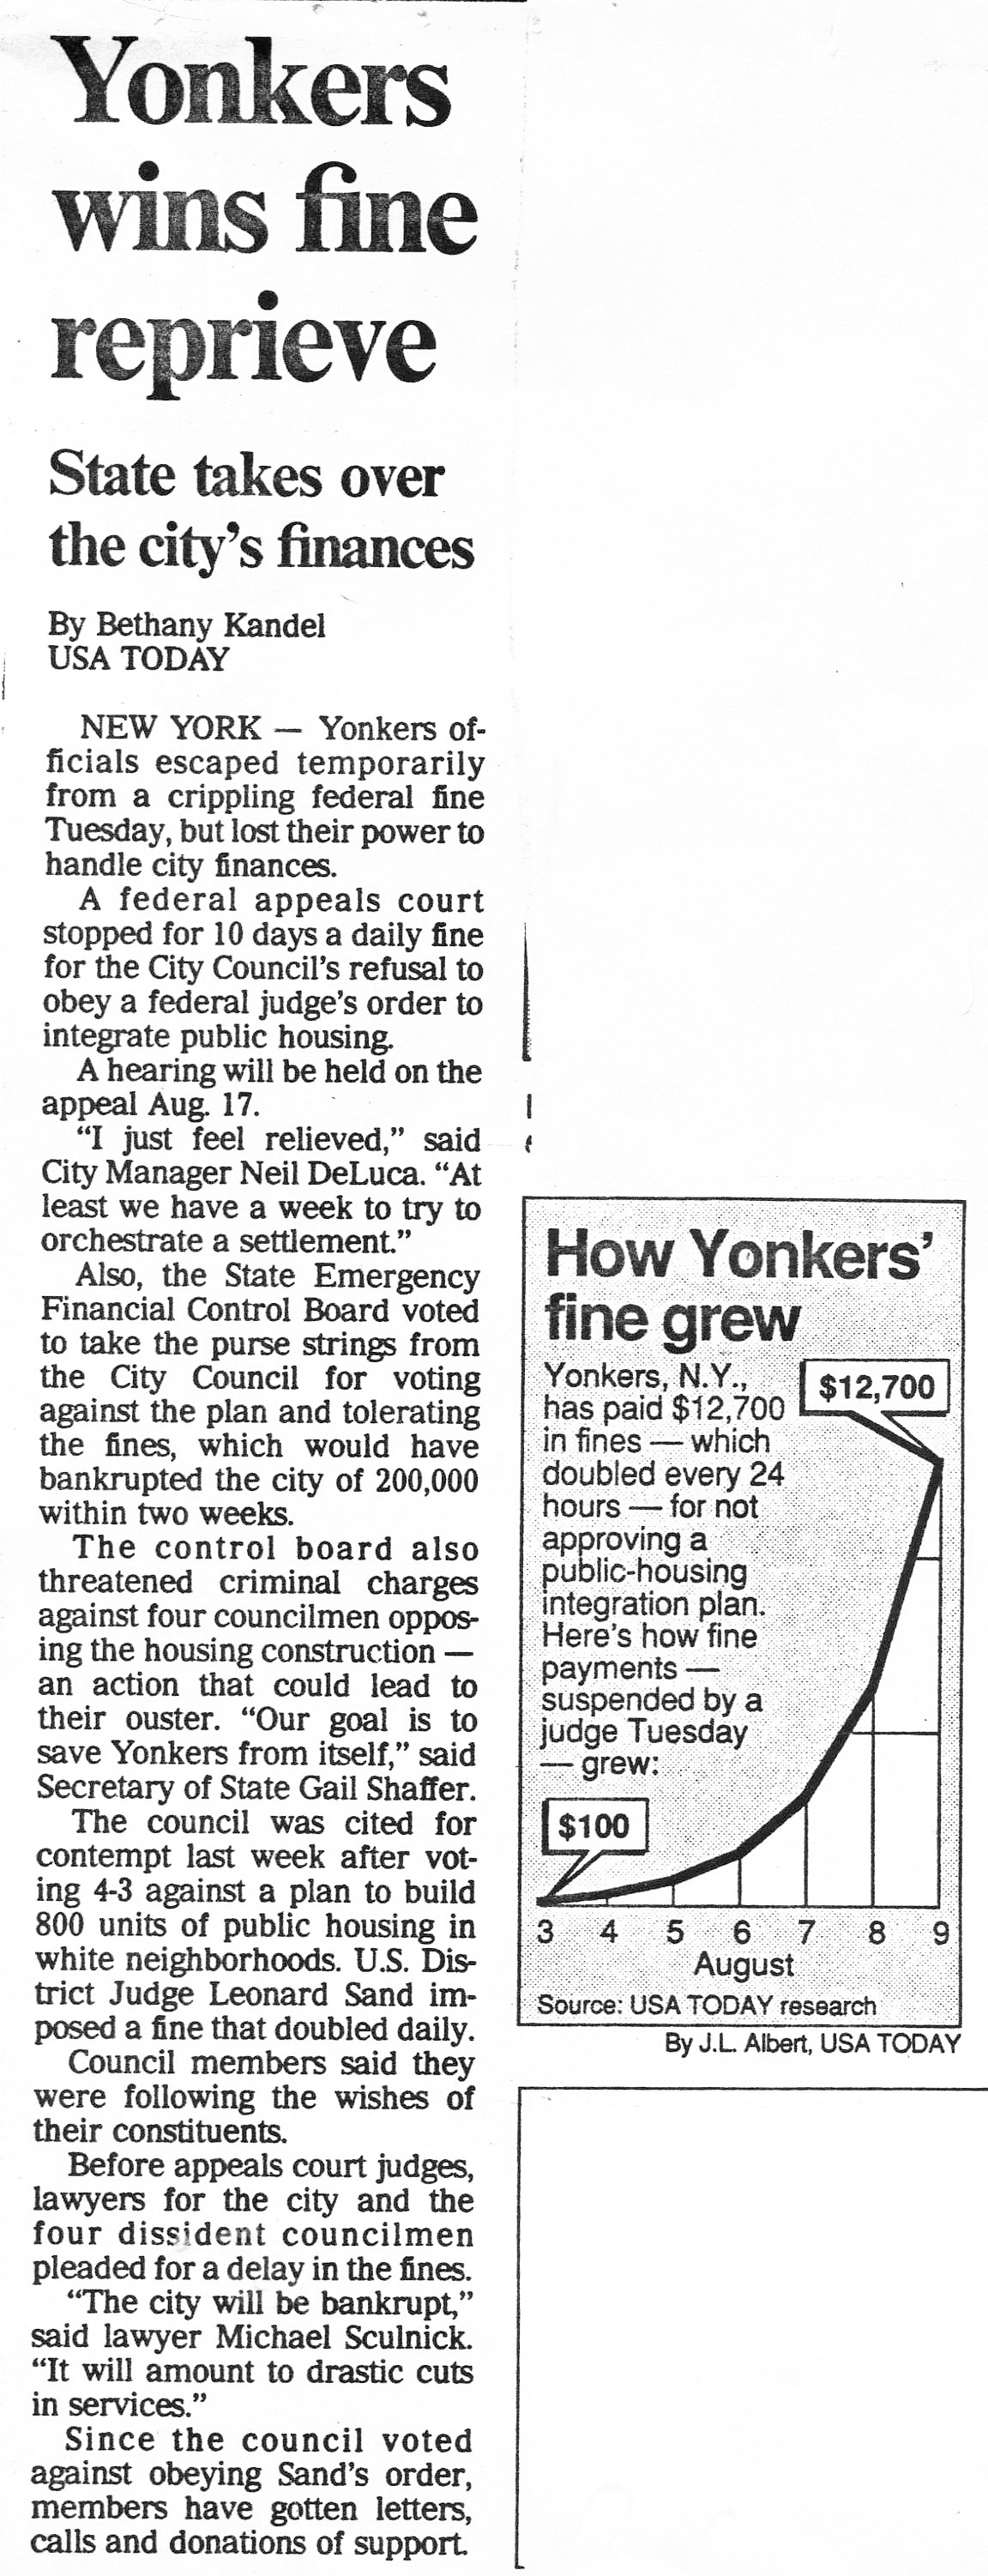 Yonkers
wins fine
reprieve
State takes over
the city's finances
By Bethany Kandel
USA TODAY
NEW YORK — Yonkers of-
ficials escaped temporarily
from a crippling federal fine
Tuesday, but lost their power to
handle city finances.
A federal appeals court
stopped for 10 days a daily fine
for the City Council's refusal to
obey a federal judge's order to
integrate public housing.
A hearing will be held on the
appeal Aug. 17.
“I just feel relieved,” said
City Manager Neil DeLuca. “At
least we have a week to try to
orchestrate a settlement.”
Also, the State Emergency
Financial Control Board voted
to take the purse strings from
the City Council for voting
against the plan and tolerating
the fines, which would have
bankrupted the city of 200,000
within two weeks.
The control board also
threatened criminal charges
against four councilmen oppos-
ing the housing construction —
an action that could lead to
their ouster. “Our goal is to
save Yonkers from itself,” said
Secretary of State Gail Shaffer.
The council was cited for
contempt last week after vot-
ing 4-3 against a plan to build
800 units of public housing in
white neighborhoods. U.S. Dis-
trict Judge Leonard Sand im-
posed a fine that doubled daily.
Council members said they
were following the wishes of
their constituents.
Before appeals court judges,
lawyers for the city and the
four dissident councilmen
pleaded for a delay in the fines.
“The city will be bankrupt,”
said lawyer Michael Sculnick.
“It will amount to drastic cuts
in services.”
Since the council voted
against obeying Sand's order,
members have gotten letters,
calls and donations of support.
How Yonkers'
fine grew
Yonkers, N.Y.,
has paid $12,700
in fines — which
doubled every 24
hours — for not
approving a
public-housing
integration plan.
Here's how fine
payments —
suspended by a
judge Tuesday
— grew:
$12,700
$100
3 4 5 6 7 8 9
August
Source: USA TODAY research
By J.L. Albert, USA TODAY